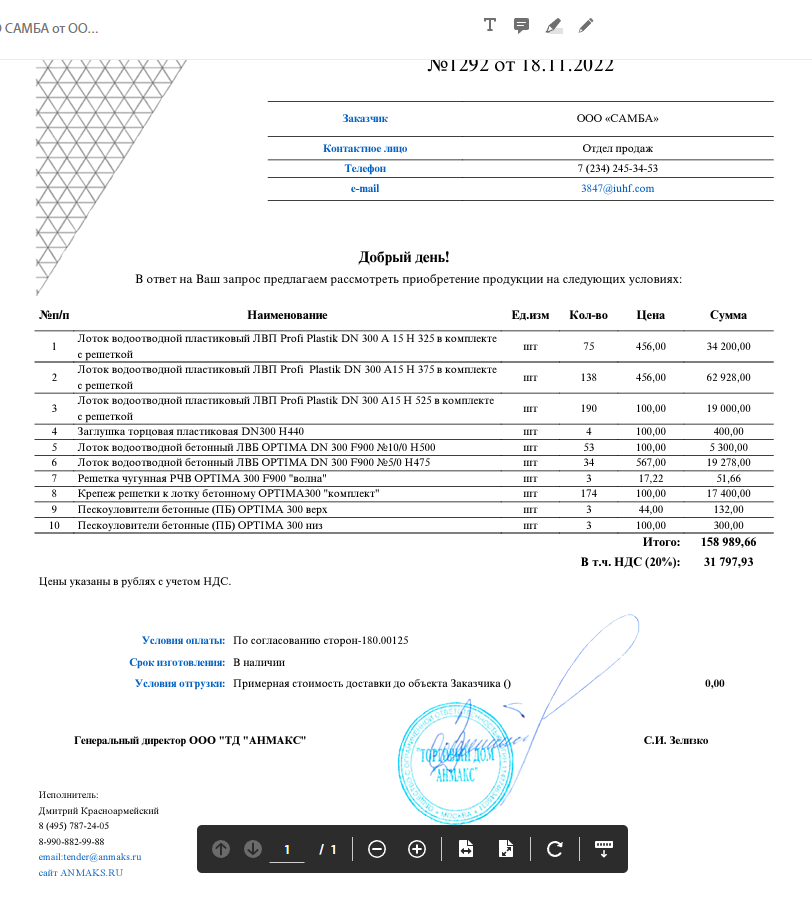 САМБА от ОО...
№1292 от 18.11.2022
Заказчик ООО «САМБА»
Контактное лицо Отдел продаж
Телефон 7 (234) 245-34-53
e-mail 3847@iuhf.com
Добрый день!
В ответ на Ваш запрос предлагаем рассмотреть приобретение продукции на следующих условиях:
№п/п Наименование Ед.изм Кол-во Цена Сумма
1 Лоток водоотводной пластиковый ЛВП Profi Plastik DN 300 А 15 Н 325 в комплекте с решеткой шт 75 456,00 34 200,00
2 Лоток водоотводной пластиковый ЛВП Profi Plastik DN 300 А15 Н 375 в комплекте с решеткой шт 138 456,00 62 928,00
3 Лоток водоотводной пластиковый ЛВП Profi Plastik DN 300 А15 Н 525 в комплекте с решеткой шт 190 100,00 19 000,00
4 Заглушка торцовая пластиковая DN300 Н440 шт 4 100,00 400,00
5 Лоток водоотводной бетонный ЛВБ OPTIMA DN 300 F900 №10/0 Н500 шт 53 100,00 5 300,00
6 Лоток водоотводной бетонный ЛВБ OPTIMA DN 300 F900 №5/0 Н475 шт 34 567,00 19 278,00
7 Решетка чугунная РЧВ OPTIMA 300 F900 "волна" шт 3 17,22 51,66
8 Крепеж решетки к лотку бетонному OPTIMA300 "комплект" шт 174 100,00 17 400,00
9 Пескоуловители бетонные (ПБ) OPTIMA 300 верх шт 3 44,00 132,00
10 Пескоуловители бетонные (ПБ) OPTIMA 300 низ шт 3 100,00 300,00
Итого: 158 989,66
В т.ч. НДС (20%): 31 797,93
Цены указаны в рублях с учетом НДС.
Условия оплаты: По согласованию сторон-180.00125
Срок изготовления: В наличии
Условия отгрузки: Примерная стоимость доставки до объекта Заказчика () 0,00
Генеральный директор ООО "ТД "АНМАКС" С.И. Зелизко
"ТОРГОВЫЙ ДОМ
"АНМАКС"
МОСКВА
Исполнитель:
Дмитрий Красноармейский
8 (495) 787-24-05
8-990-882-99-88
email:tender@anmaks.ru
сайт ANMAKS.RU
1 / 1